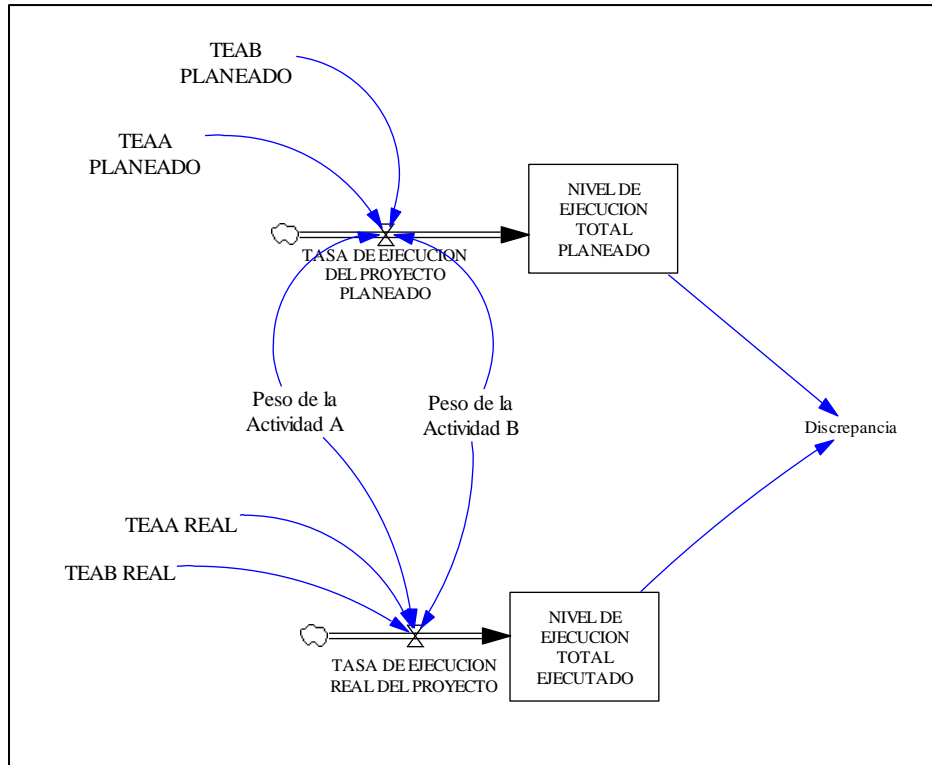 TEAB
PLANEADO
TEAA
PLANEADO
NIVEL DE
EJECUCION
TOTAL
PLANEADO
TASA DE EJECUCION
DEL PROYECTO
PLANEADO
Peso de la
Actividad A
Peso de la
Actividad B
Discrepancia
TEAA REAL
TEAB REAL
NIVEL DE
EJECUCION
TOTAL
EJECUTADO
TASA DE EJECUCION
REAL DEL PROYECTO